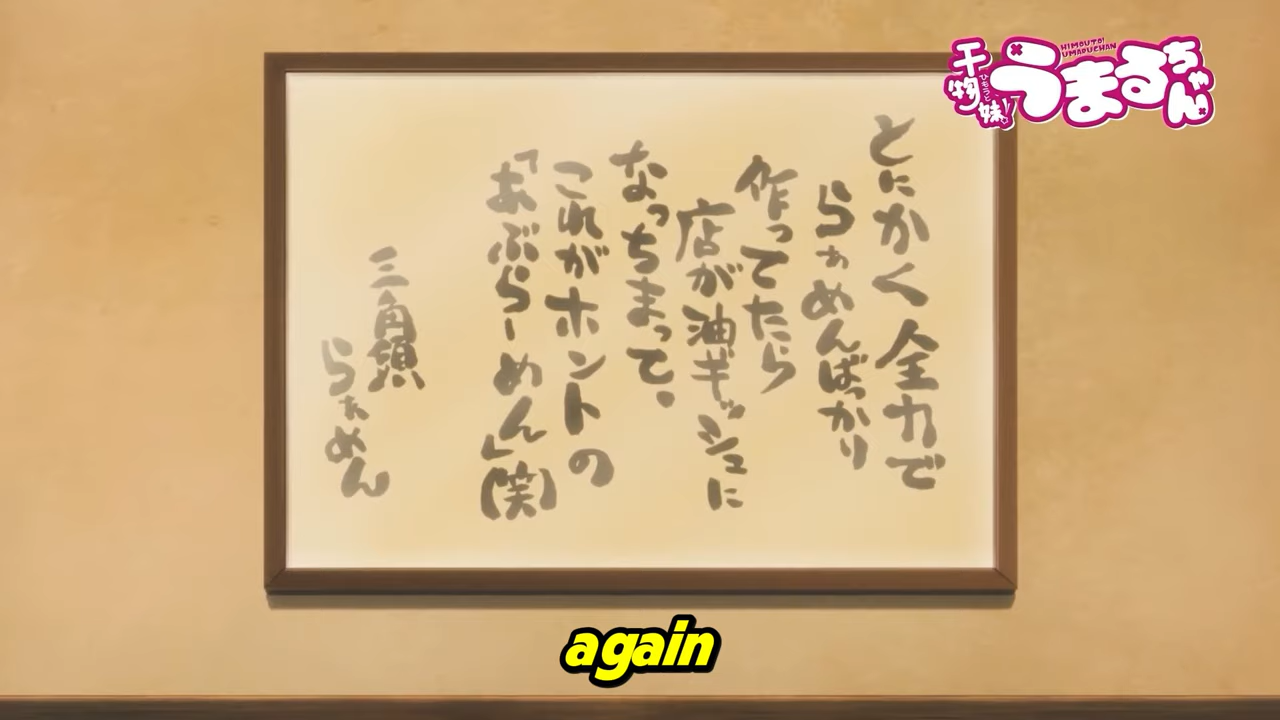 とにかく全力で
らぁめんばっかり
作ってたら
店が油ギッシュに
なっちまって、
これがホントの
「あぶらーめん」(笑)
三角頭
らぁめん
干物妹!
ひもうと
うまるちゃん
HIMOUTO!
UMARUCHAN
again